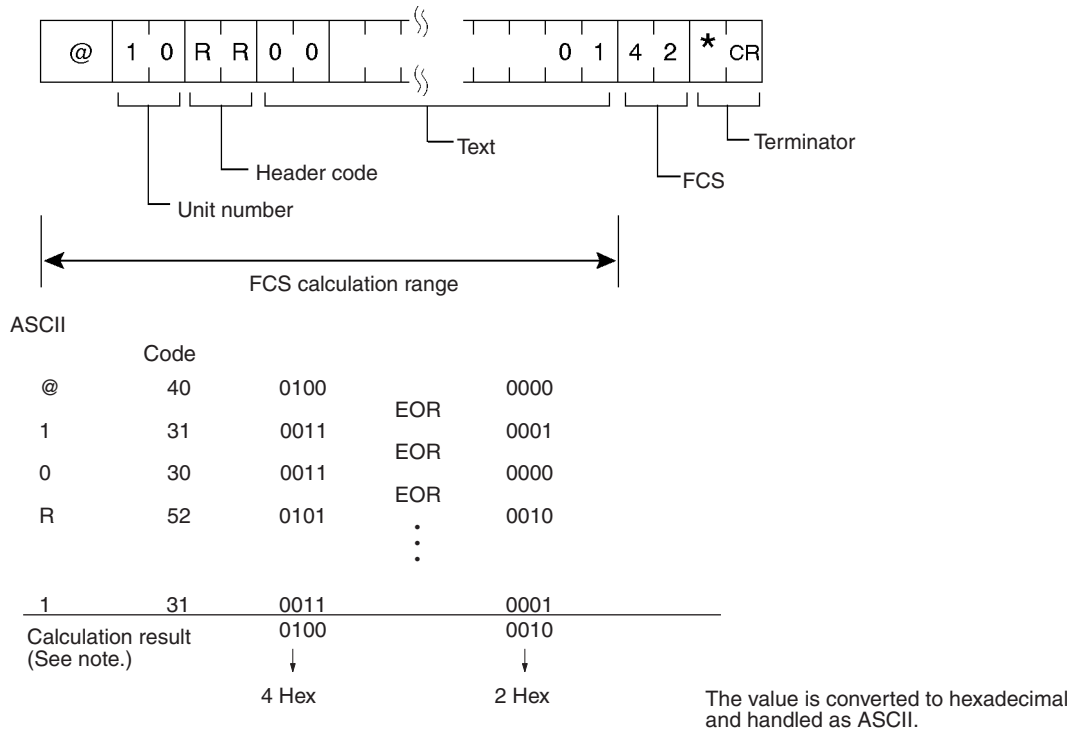 @ 1 0 R R 0 0 0 1 4 2 * CR
Text
Terminator
Header code
FCS
Unit number
FCS calculation range
ASCII
Code
@ 40 0100 0000
EOR
1 31 0011 0001
EOR
0 30 0011 0000
EOR
R 52 0101 0010
1 31 0011 0001
Calculation result 0100 0010
(See note.)
4 Hex 2 Hex
The value is converted to hexadecimal
and handled as ASCII.